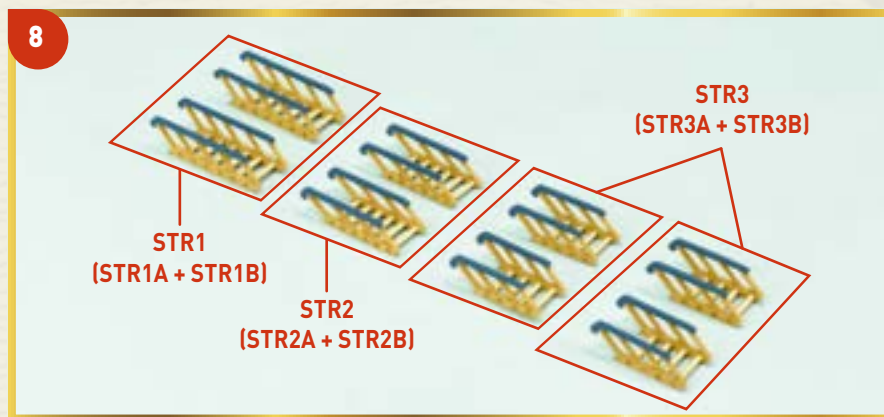 8
STR3
(STR3A + STR3B)
STR1
(STR1A + STR1B)
STR2
(STR2A + STR2B)